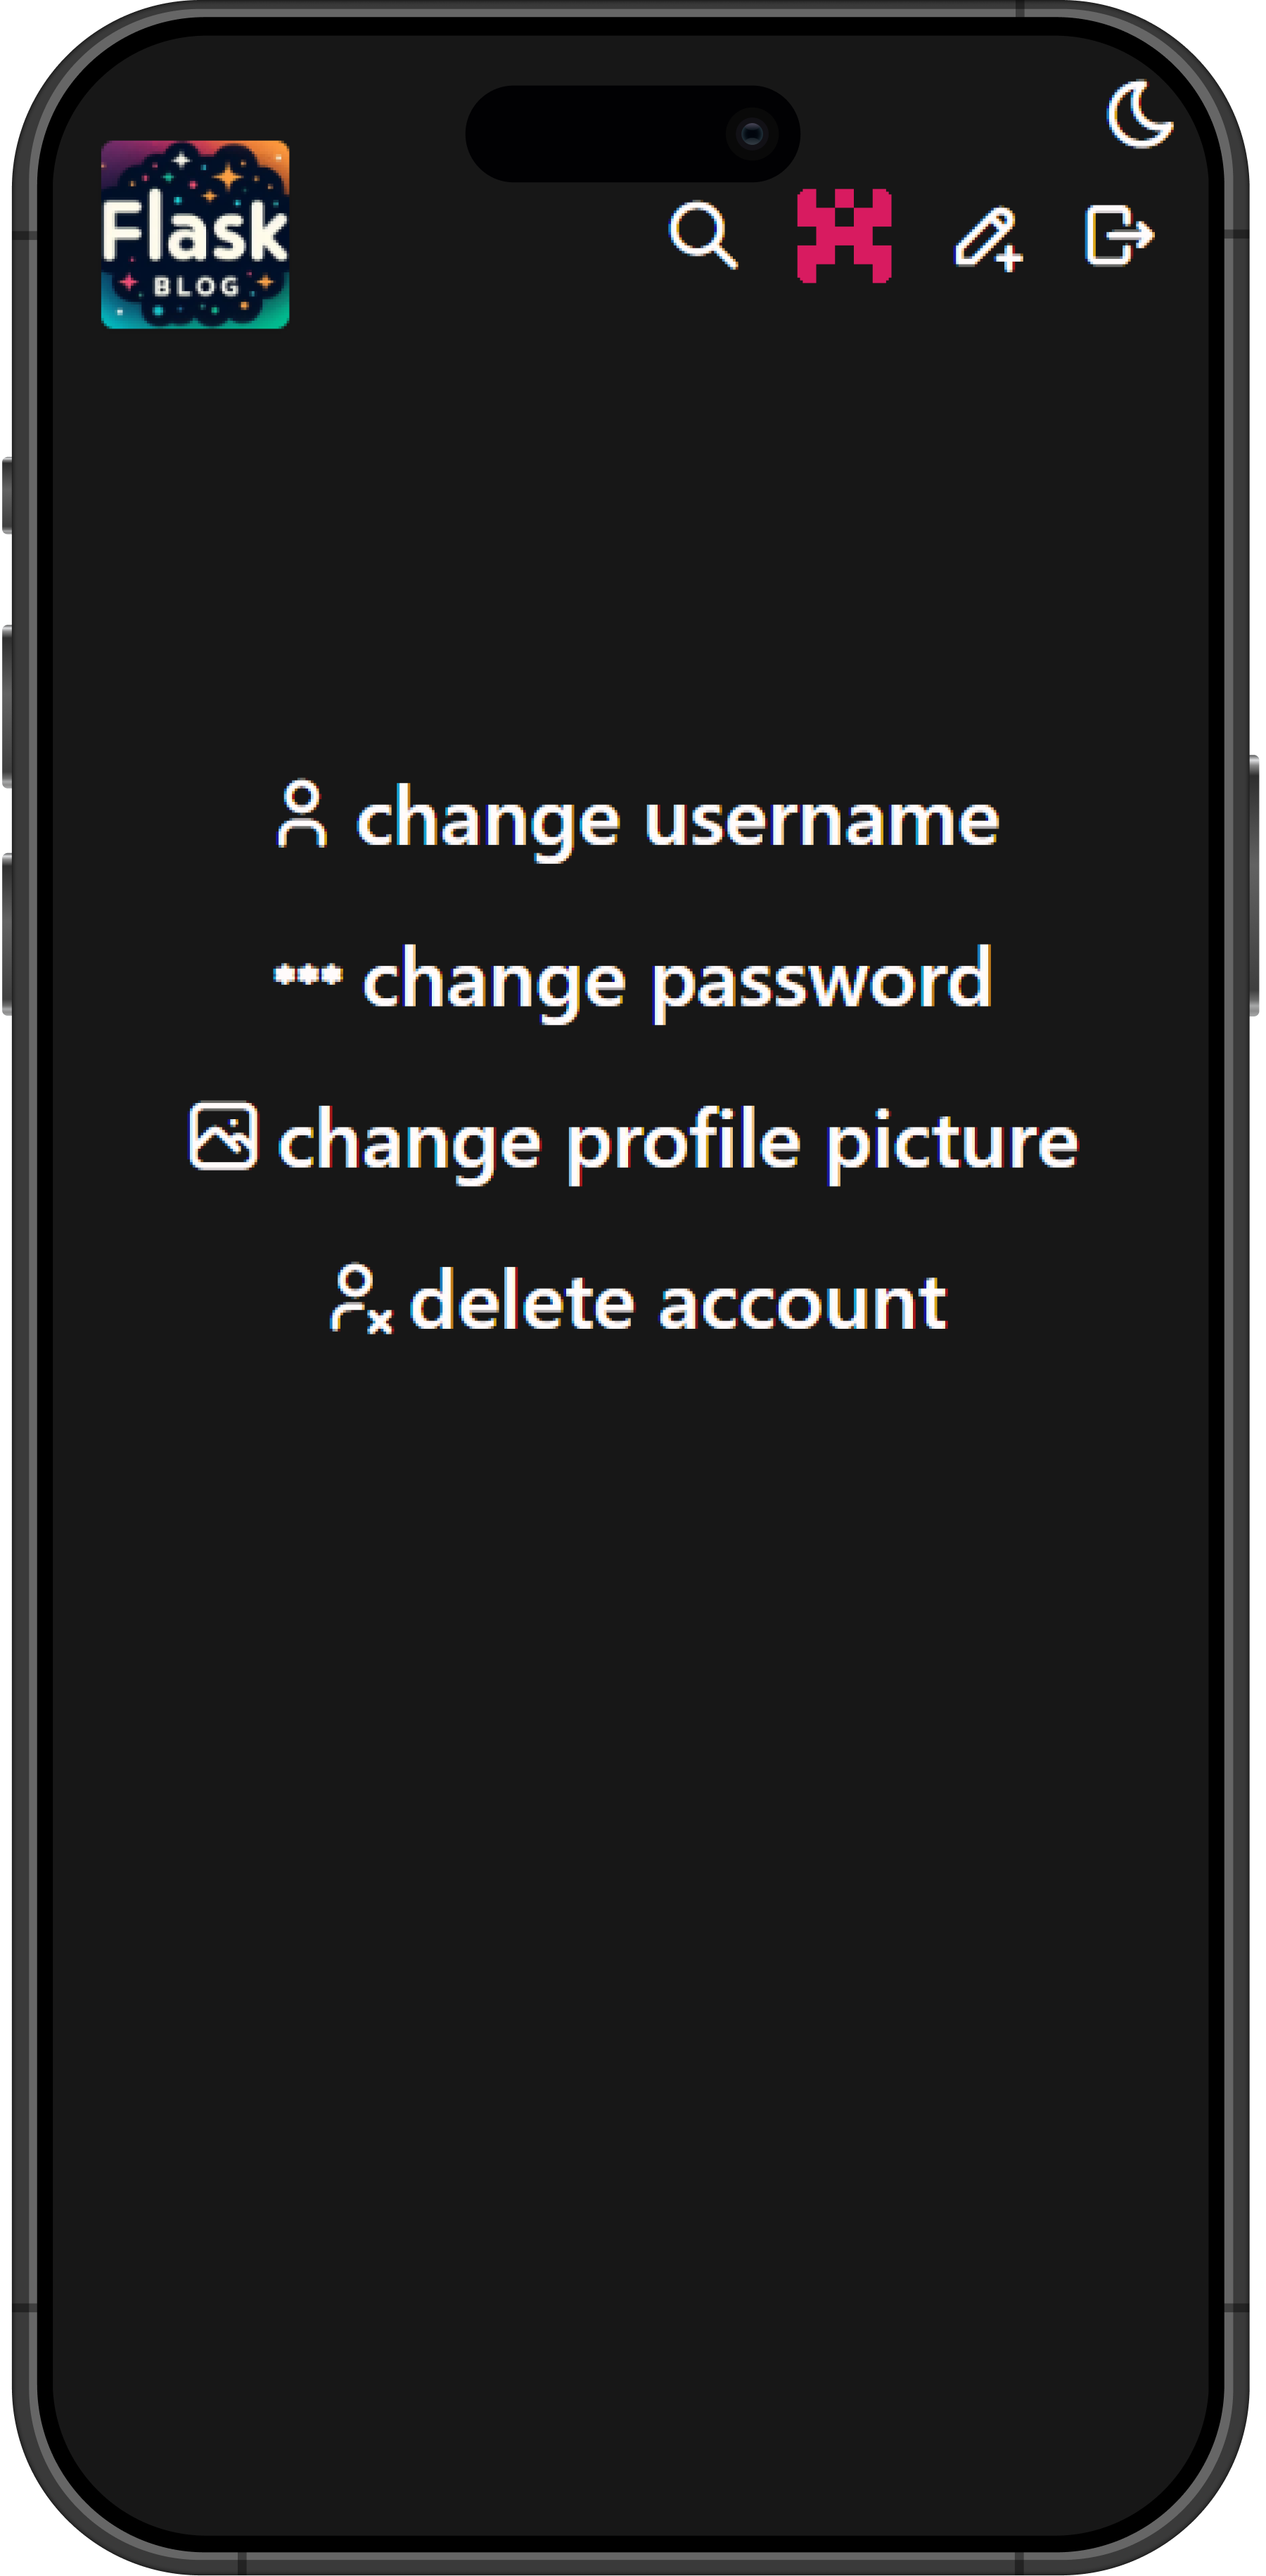 Flask
BLOG
change username
*** change password
change profile picture
delete account